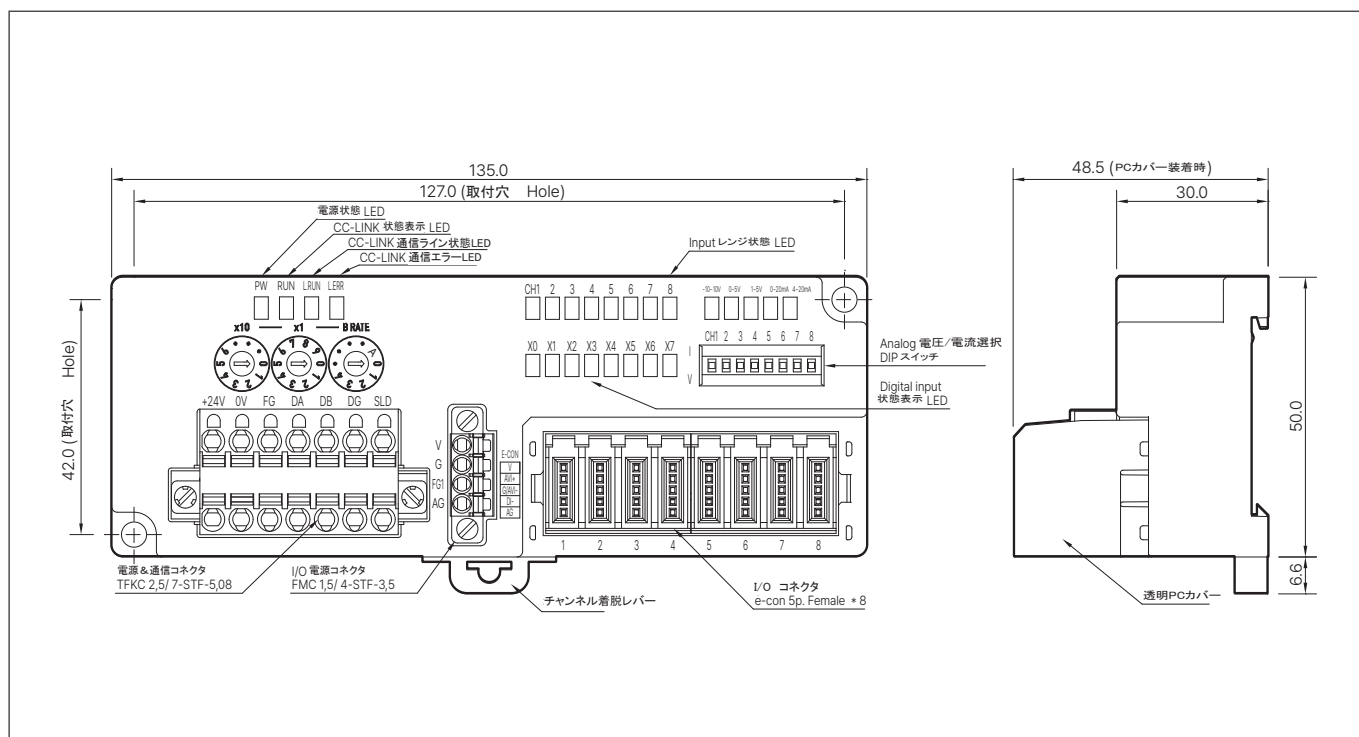 135.0
127.0 (取付穴 Hole)
電源状態 LED
CC-LINK 状態表示 LED
CC-LINK 通信ライン状態LED
CC-LINK 通信エラーLED
Input レンジ状態 LED
PW RUN LRUN LERR
CH1 2 3 4 5 6 7 8
-10~10V 0~5V 1~5V 0~20mA 4~20mA
x10 x1 B RATE
X0 X1 X2 X3 X4 X5 X6 X7
CH1 2 3 4 5 6 7 8
I
V
Analog 電圧/電流選択
DIP スイッチ
Digital input
状態表示 LED
42.0 (取付穴 Hole)
+24V 0V FG DA DB DG SLD
V
G
FG1
AG
E-CON
V
AVI+
G/AVI-
DI-
AG
1 2 3 4 5 6 7 8
電源&通信コネクタ
TFKC 2,5/ 7-STF-5,08
I/O 電源コネクタ
FMC 1,5/ 4-STF-3,5
チャンネル着脱レバー
I/O コネクタ
e-con 5p. Female *8
48.5 (PCカバー装着時)
30.0
50.0
6.6
透明PCカバー